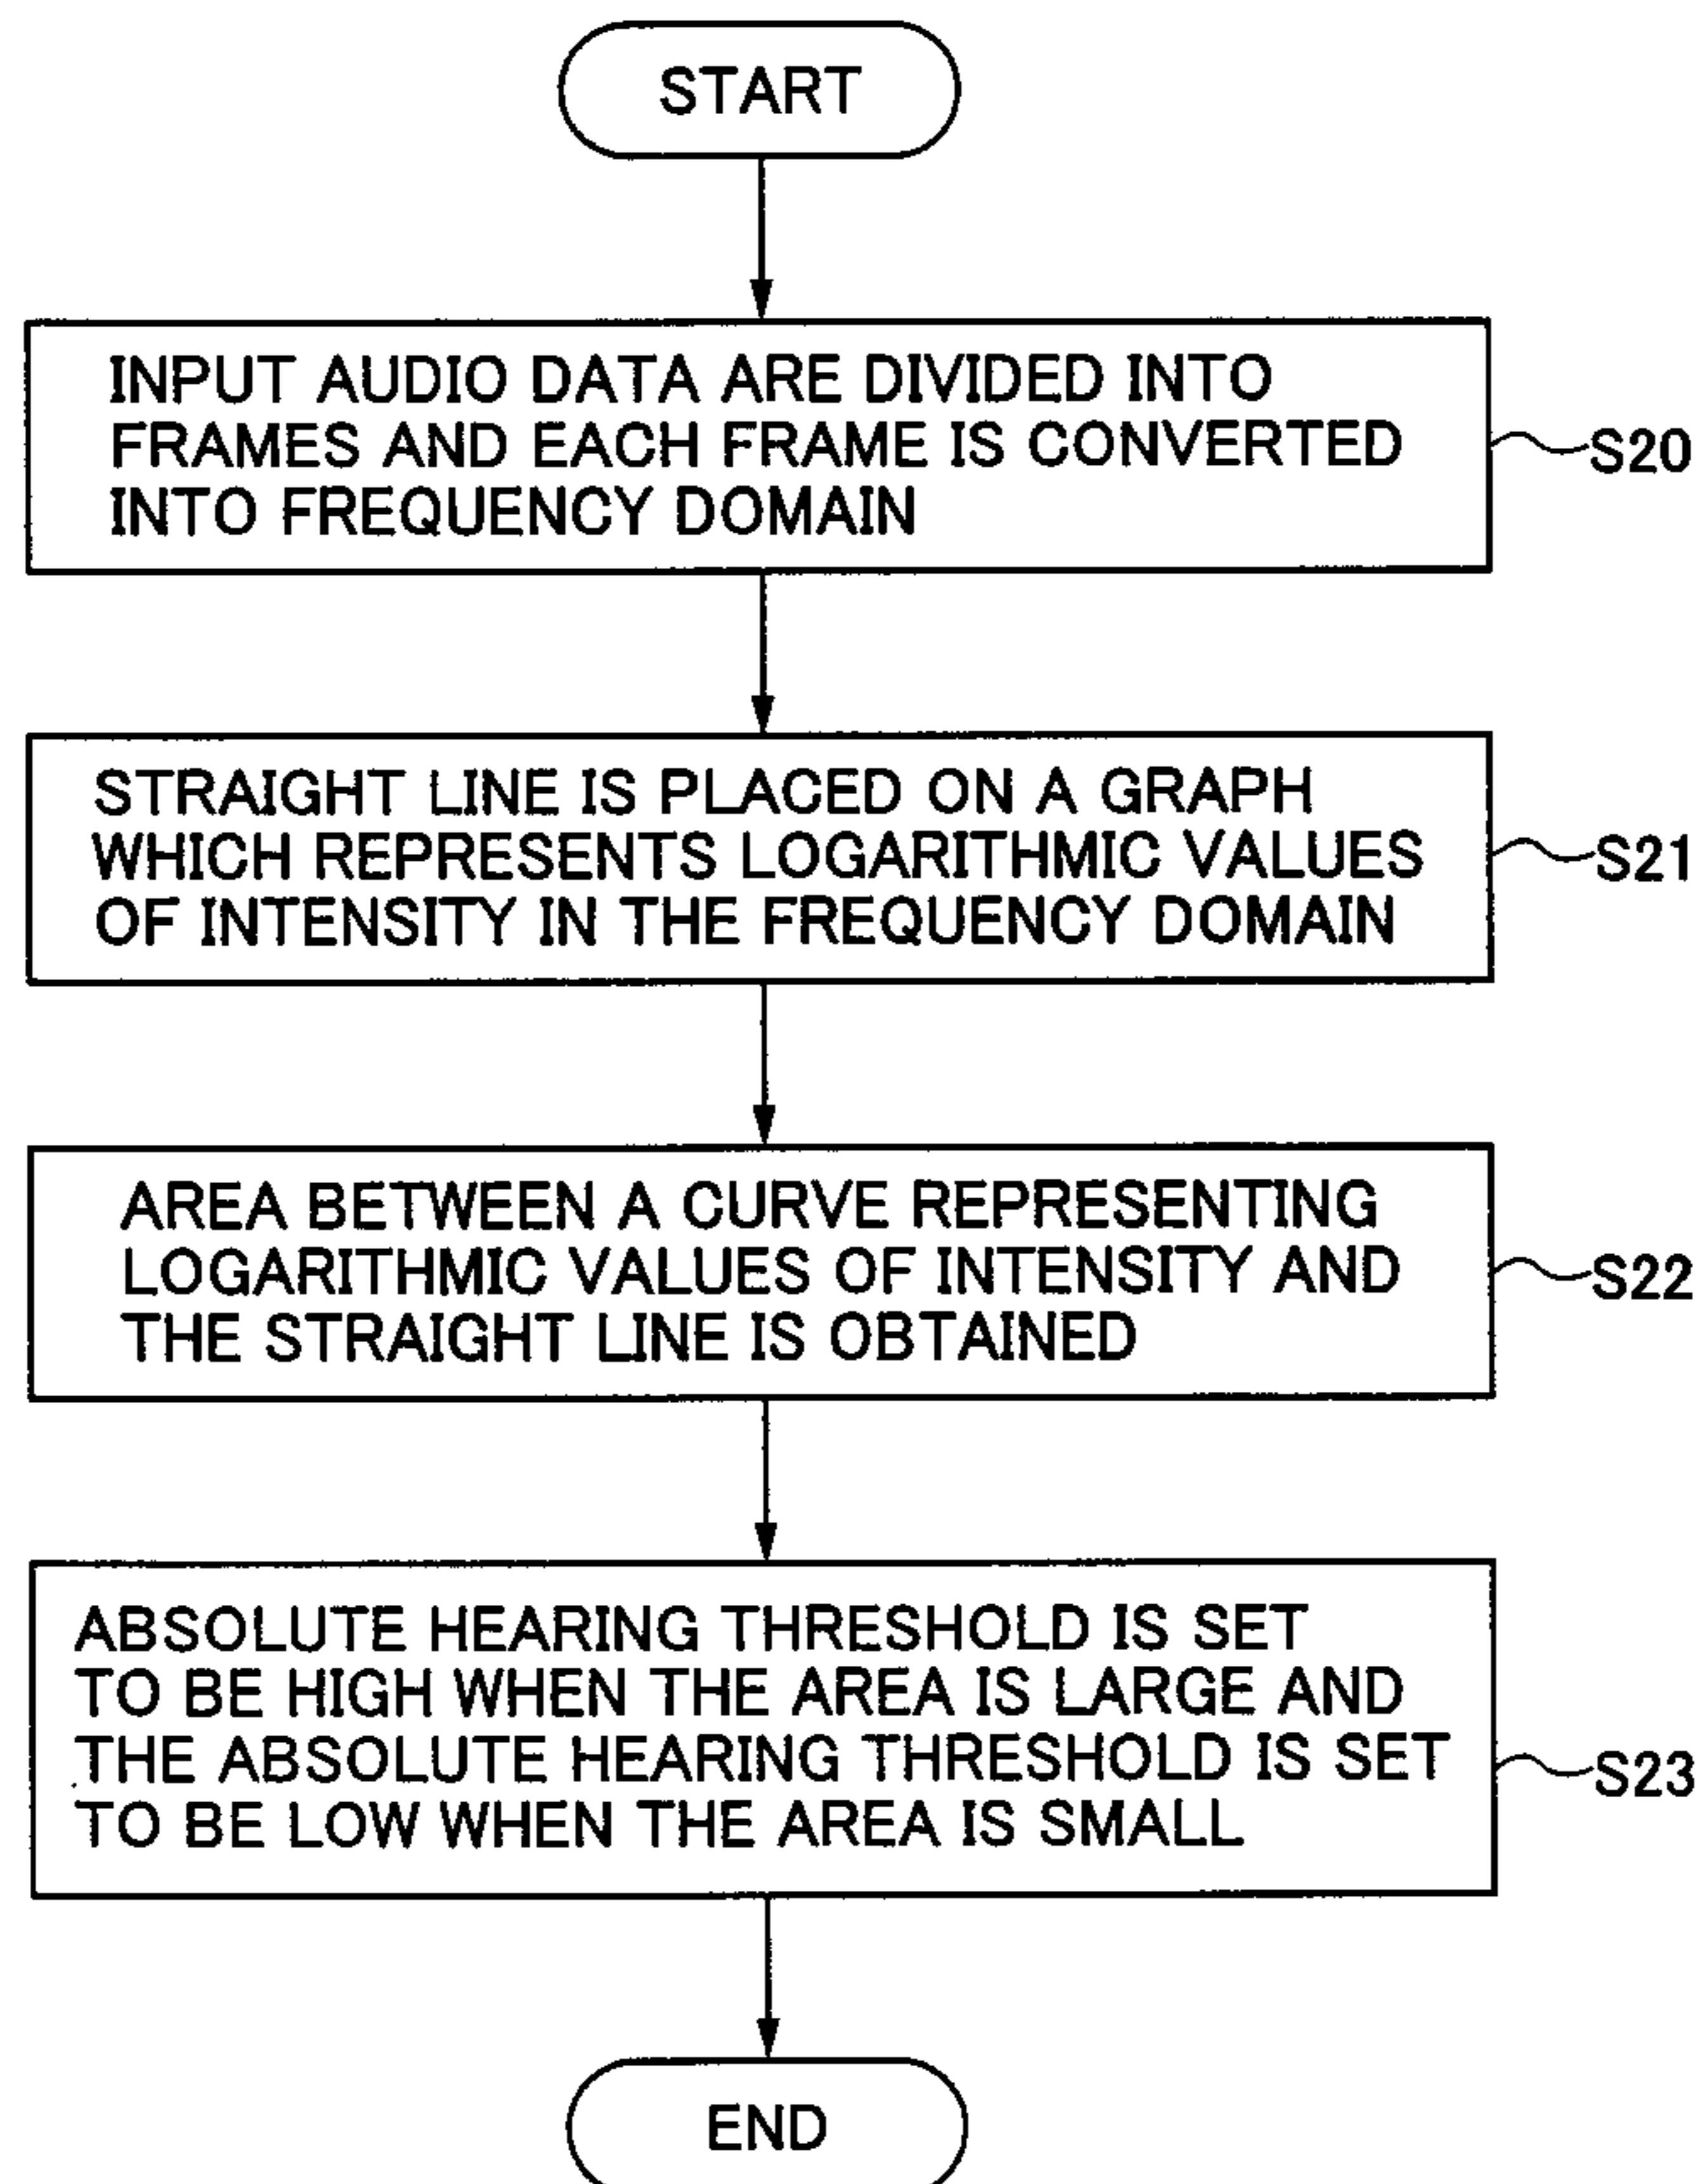 START
INPUT AUDIO DATA ARE DIVIDED INTO
FRAMES AND EACH FRAME IS CONVERTED
INTO FREQUENCY DOMAIN
S20
STRAIGHT LINE IS PLACED ON A GRAPH
WHICH REPRESENTS LOGARITHMIC VALUES
OF INTENSITY IN THE FREQUENCY DOMAIN
S21
AREA BETWEEN A CURVE REPRESENTING
LOGARITHMIC VALUES OF INTENSITY AND
THE STRAIGHT LINE IS OBTAINED
S22
ABSOLUTE HEARING THRESHOLD IS SET
TO BE HIGH WHEN THE AREA IS LARGE AND
THE ABSOLUTE HEARING THRESHOLD IS SET
TO BE LOW WHEN THE AREA IS SMALL
S23
END